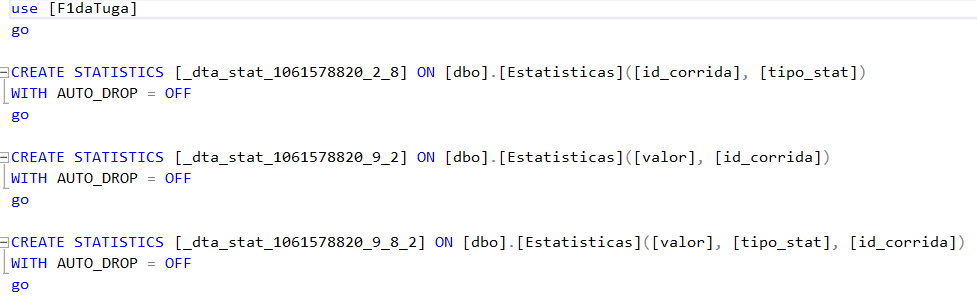 use [F1daTuga]
go
CREATE STATISTICS [_dta_stat_1061578820_2_8] ON [dbo].[Estatisticas]([id_corrida], [tipo_stat])
WITH AUTO_DROP = OFF
go
CREATE STATISTICS [_dta_stat_1061578820_9_2] ON [dbo].[Estatisticas]([valor], [id_corrida])
WITH AUTO_DROP = OFF
go
CREATE STATISTICS [_dta_stat_1061578820_9_8_2] ON [dbo].[Estatisticas]([valor], [tipo_stat], [id_corrida])
WITH AUTO_DROP = OFF
go